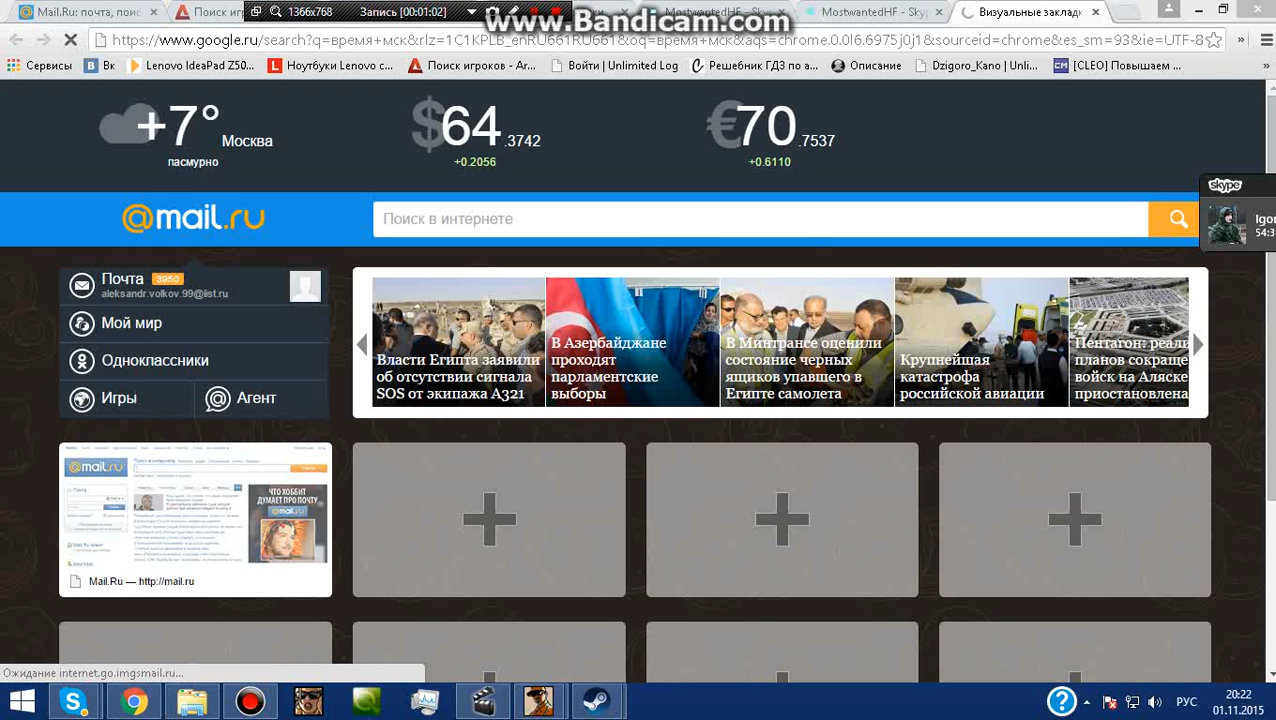 Mail.Ru: почта, поис
Поиск игро
1366x768
Запись [00:01:02]
www.Bandicam.com
MostwantedHF - Skype
Визуальные закладк
https://www.google.ru/search?q=время+мск&rlz=1C1KPLB_enRU661RU661&oq=время+мск&aqs=chrome.0.0l6.6975j0j1&sourceid=chrome&es_sm=93&ie=UTF-8
Сервисы
Вк
Lenovo IdeaPad Z50...
Ноутбуки Lenovo с...
Поиск игроков - Ar...
Войти | Unlimited Log
Решебник ГДЗ по а...
Описание
Dzigoro_Kano | Unli...
[CLEO] Повышаем ...
+7° Москва
пасмурно
$64.3742
+0.2056
€70.7537
+0.6110
@mail.ru
Поиск в интернете
skype
Igor
54:3
Почта 3950
aleksandr.volkov.99@list.ru
Мой мир
Одноклассники
Игры
Агент
Власти Египта заявили
об отсутствии сигнала
SOS от экипажа А321
В Азербайджане
проходят
парламентские
выборы
В Минтрансе оценили
состояние черных
ящиков упавшего в
Египте самолета
Крупнейшая
катастрофа
российской авиации
Пентагон: реали
планов сокраще
войск на Аляске
приостановлена
@mail.ru
ЧТО ХОББИТ
ДУМАЕТ ПРО ПОЧТУ
Mail.Ru — http://mail.ru
Ожидание internet.go.imgsmail.ru...
РУС
20:22
01.11.2015